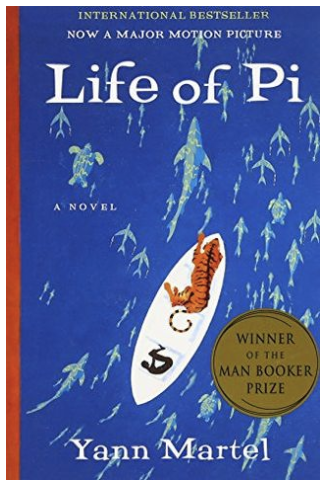 INTERNATIONAL BESTSELLER
NOW A MAJOR MOTION PICTURE
Life of Pi
A NOVEL
WINNER
OF THE
MAN BOOKER
PRIZE
Yann Martel